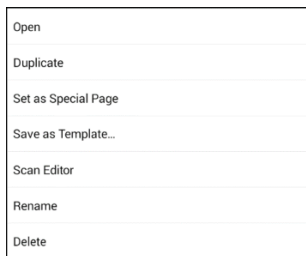 Open
Duplicate
Set as Special Page
Save as Template...
Scan Editor
Rename
Delete